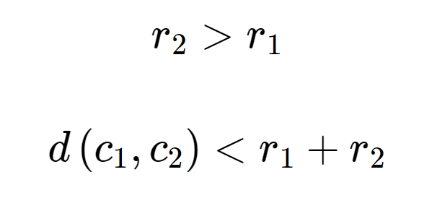 r₂ > r₁
d (c₁, c₂) < r₁ + r₂